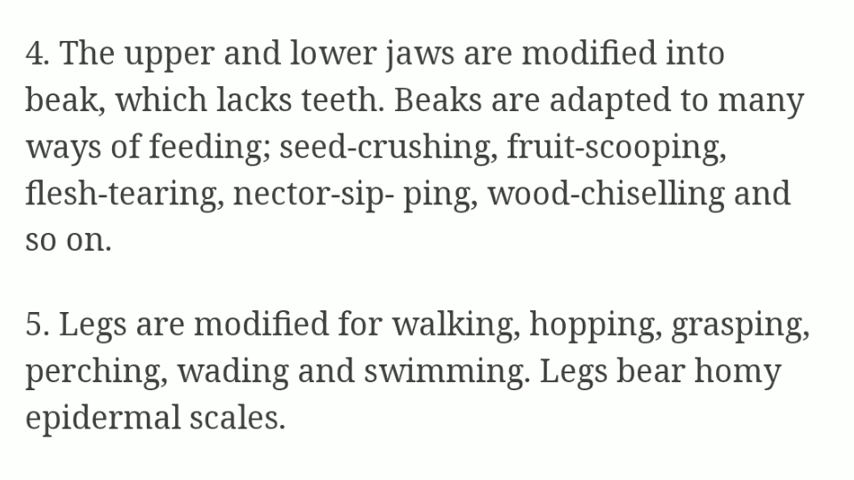 4. The upper and lower jaws are modified into
beak, which lacks teeth. Beaks are adapted to many
ways of feeding; seed-crushing, fruit-scooping,
flesh-tearing, nector-sip- ping, wood-chiselling and
so on.
5. Legs are modified for walking, hopping, grasping,
perching, wading and swimming. Legs bear homy
epidermal scales.